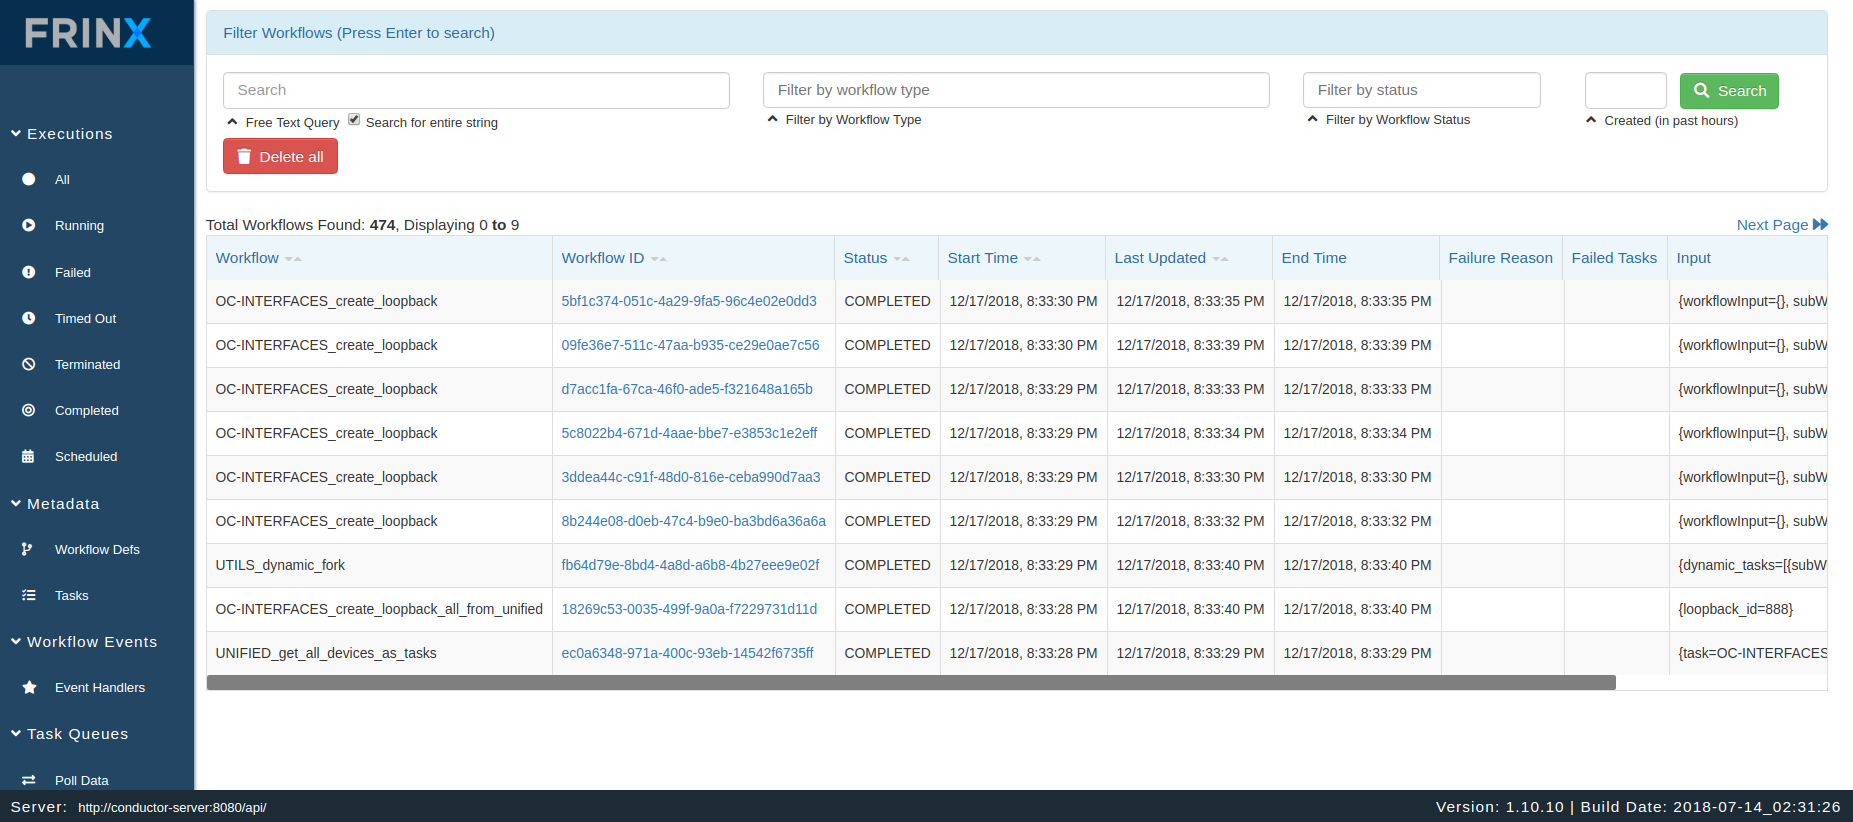 FRINX
Executions
All
Running
Failed
Timed Out
Terminated
Completed
Scheduled
Metadata
Workflow Defs
Tasks
Workflow Events
Event Handlers
Task Queues
Poll Data
Filter Workflows (Press Enter to search)
Search Filter by workflow type Filter by status Search
Free Text Query Search for entire string Filter by Workflow Type Filter by Workflow Status Created (in past hours)
Delete all
Total Workflows Found: 474, Displaying 0 to 9 Next Page
Workflow Workflow ID Status Start Time Last Updated End Time Failure Reason Failed Tasks Input
OC-INTERFACES_create_loopback 5bf1c374-051c-4a29-9fa5-96c4e02e0dd3 COMPLETED 12/17/2018, 8:33:30 PM 12/17/2018, 8:33:35 PM 12/17/2018, 8:33:35 PM {workflowInput={}, subW
OC-INTERFACES_create_loopback 09fe36e7-511c-47aa-b935-ce29e0ae7c56 COMPLETED 12/17/2018, 8:33:30 PM 12/17/2018, 8:33:39 PM 12/17/2018, 8:33:39 PM {workflowInput={}, subW
OC-INTERFACES_create_loopback d7acc1fa-67ca-46f0-ade5-f321648a165b COMPLETED 12/17/2018, 8:33:29 PM 12/17/2018, 8:33:33 PM 12/17/2018, 8:33:33 PM {workflowInput={}, subW
OC-INTERFACES_create_loopback 5c8022b4-671d-4aae-bbe7-e3853c1e2eff COMPLETED 12/17/2018, 8:33:29 PM 12/17/2018, 8:33:34 PM 12/17/2018, 8:33:34 PM {workflowInput={}, subW
OC-INTERFACES_create_loopback 3ddea44c-c91f-48d0-816e-ceba990d7aa3 COMPLETED 12/17/2018, 8:33:29 PM 12/17/2018, 8:33:30 PM 12/17/2018, 8:33:30 PM {workflowInput={}, subW
OC-INTERFACES_create_loopback 8b244e08-d0eb-47c4-b9e0-ba3bd6a36a6a COMPLETED 12/17/2018, 8:33:29 PM 12/17/2018, 8:33:32 PM 12/17/2018, 8:33:32 PM {workflowInput={}, subW
UTILS_dynamic_fork fb64d79e-8bd4-4a8d-a6b8-4b27eee9e02f COMPLETED 12/17/2018, 8:33:29 PM 12/17/2018, 8:33:40 PM 12/17/2018, 8:33:40 PM {dynamic_tasks=[{subW
OC-INTERFACES_create_loopback_all_from_unified 18269c53-0035-499f-9a0a-f7229731d11d COMPLETED 12/17/2018, 8:33:28 PM 12/17/2018, 8:33:40 PM 12/17/2018, 8:33:40 PM {loopback_id=888}
UNIFIED_get_all_devices_as_tasks ec0a6348-971a-400c-93eb-14542f6735ff COMPLETED 12/17/2018, 8:33:28 PM 12/17/2018, 8:33:29 PM 12/17/2018, 8:33:29 PM {task=OC-INTERFACES
Server: http://conductor-server:8080/api/ Version: 1.10.10 | Build Date: 2018-07-14_02:31:26